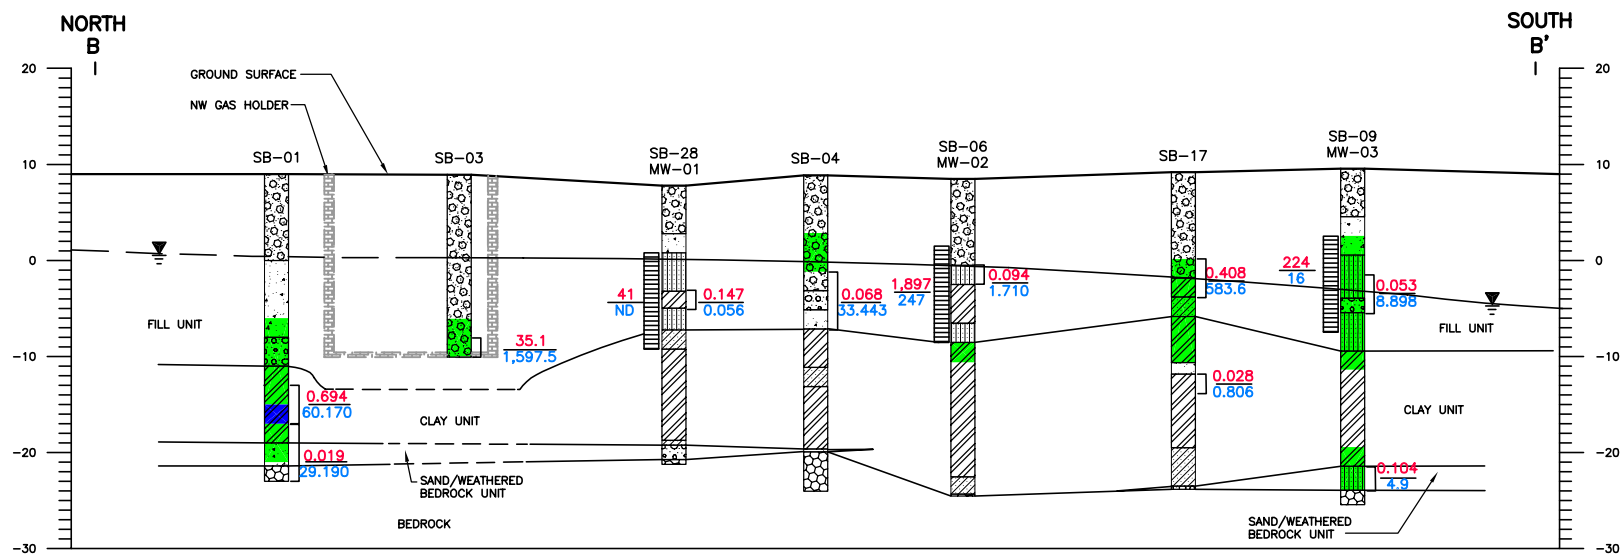 NORTH
B
SOUTH
B'
20
20
GROUND SURFACE
NW GAS HOLDER
SB-01
SB-03
SB-28
MW-01
SB-04
SB-06
MW-02
SB-17
SB-09
MW-03
10
10
0
0
41
ND
0.147
0.056
0.068
33.443
1,897
247
0.094
1.710
0.408
583.6
224
16
0.053
8.898
FILL UNIT
FILL UNIT
35.1
1,597.5
-10
-10
0.694
60.170
CLAY UNIT
0.028
0.806
CLAY UNIT
-20
-20
0.019
29.190
SAND/WEATHERED
BEDROCK UNIT
0.104
4.9
BEDROCK
SAND/WEATHERED
BEDROCK UNIT
-30
-30